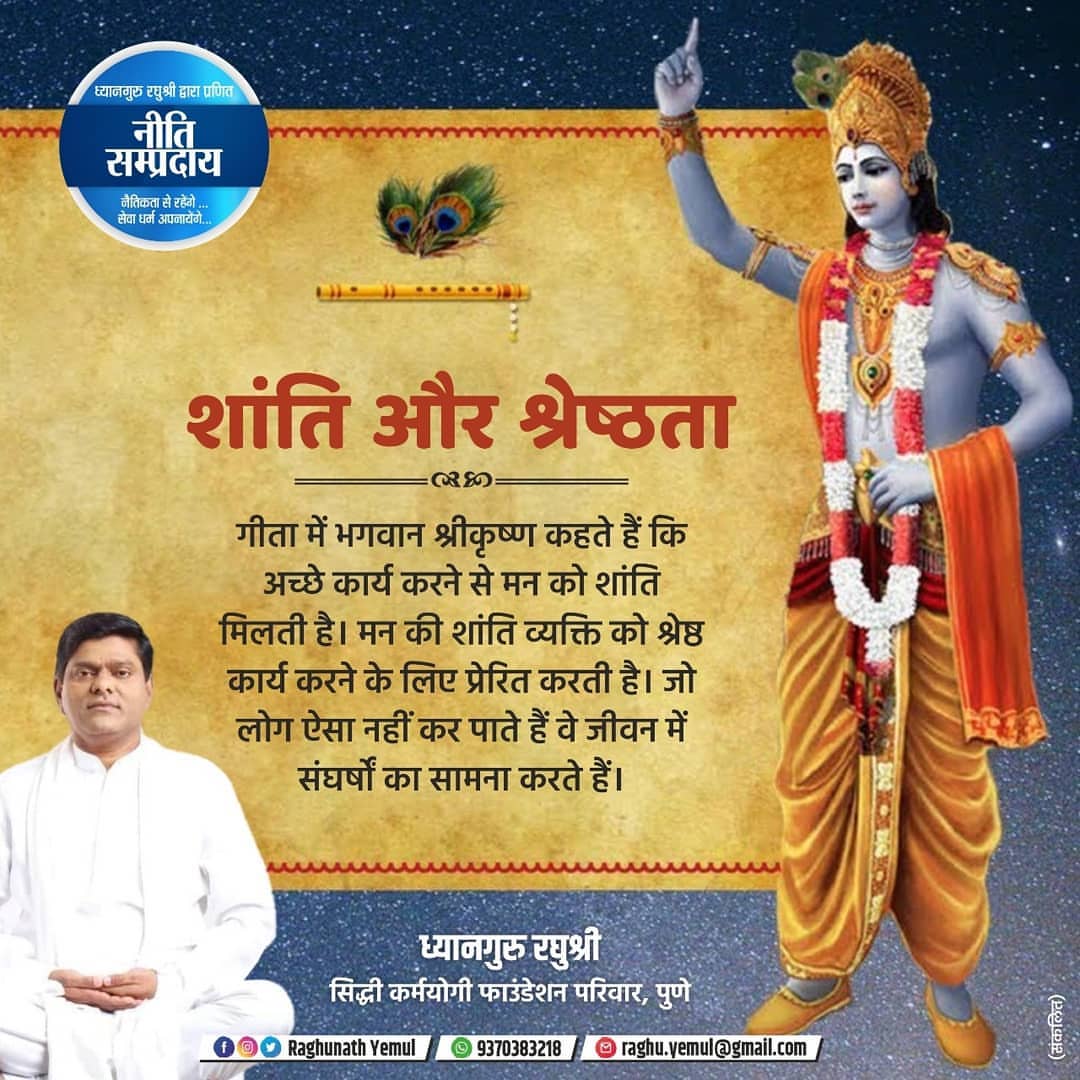 ध्यानगुरु रघुश्री द्वारा प्रणित
नीति
सम्प्रदाय
नैतिकता से रहेंगे ...
सेवा धर्म अपनायेंगे...
शांति और श्रेष्ठता
गीता में भगवान श्रीकृष्ण कहते हैं कि
अच्छे कार्य करने से मन को शांति
मिलती है। मन की शांति व्यक्ति को श्रेष्ठ
कार्य करने के लिए प्रेरित करती है। जो
लोग ऐसा नहीं कर पाते हैं वे जीवन में
संघर्षों का सामना करते हैं।
ध्यानगुरु रघुश्री
सिद्धी कर्मयोगी फाउंडेशन परिवार, पुणे
Raghunath Yemul
9370383218
raghu.yemul@gmail.com
(संकलित)